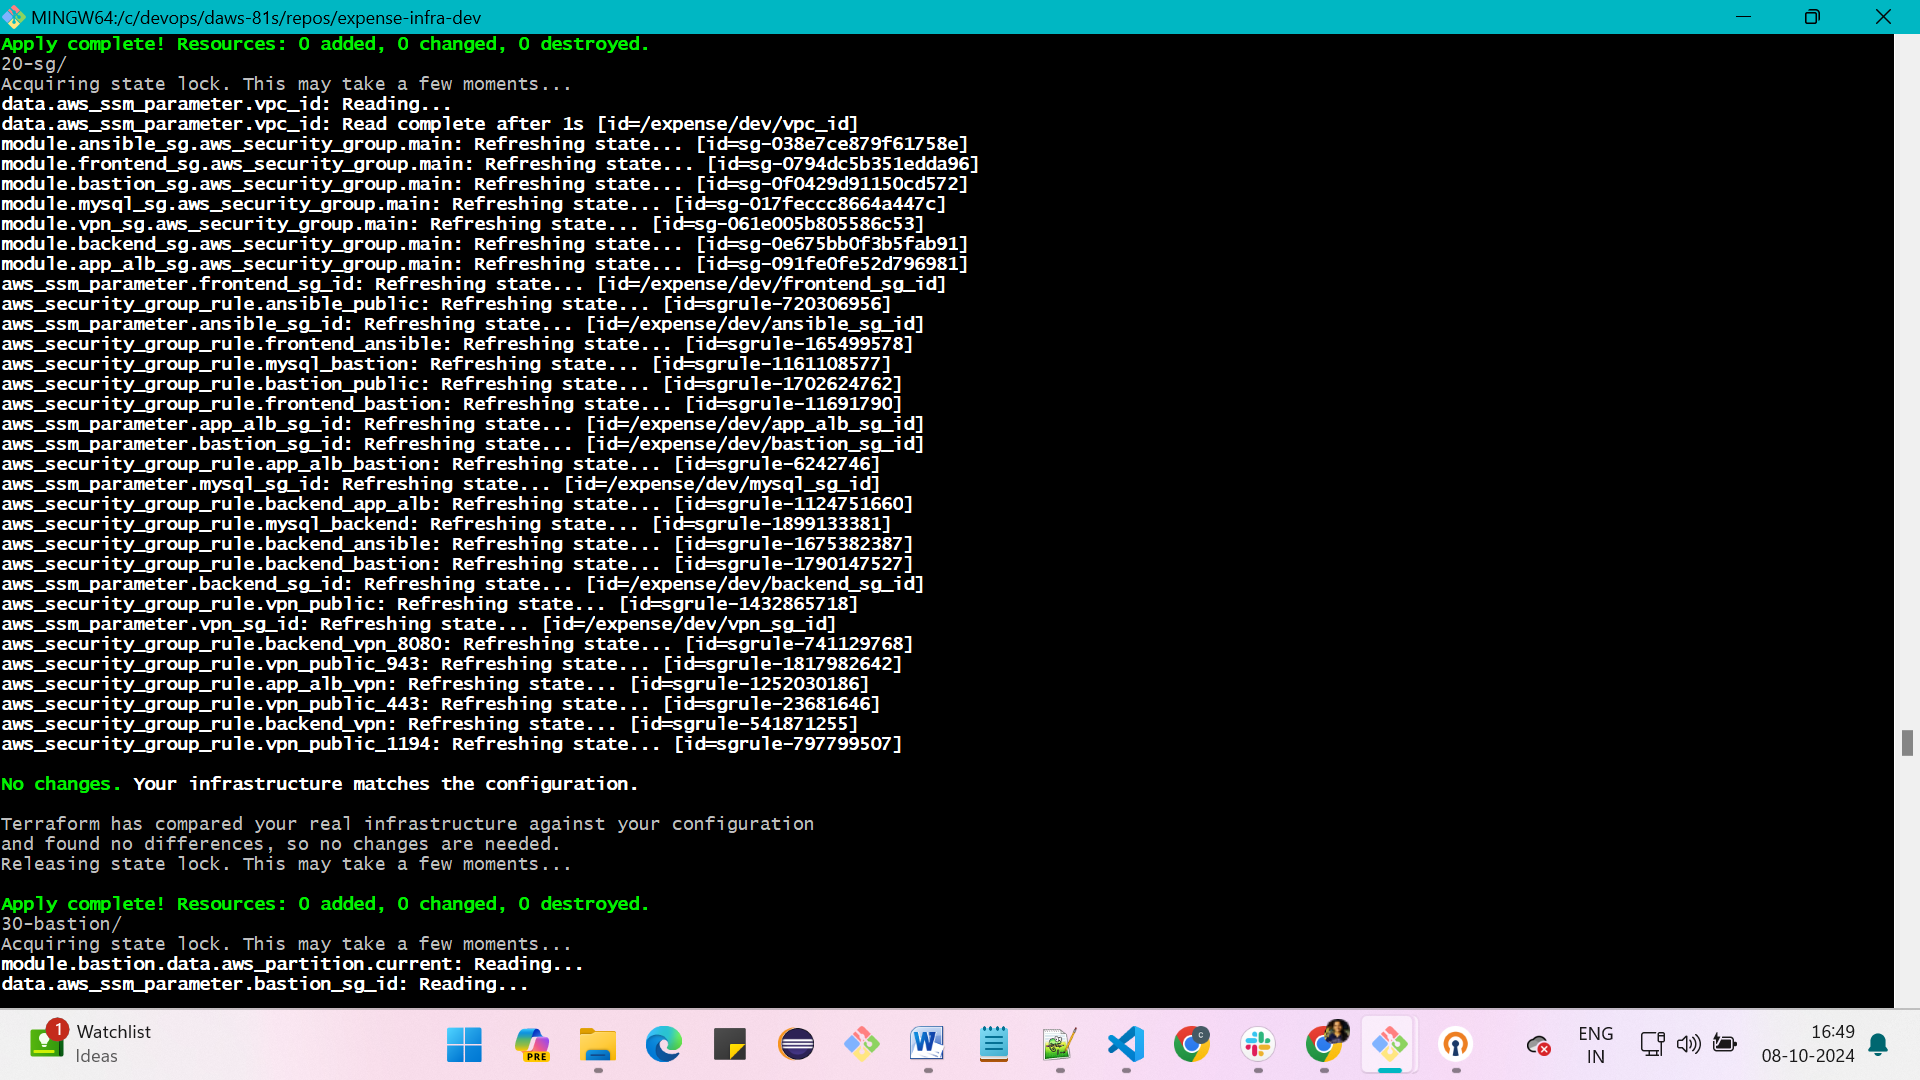 MINGW64:/c/devops/daws-81s/repos/expense-infra-dev
Apply complete! Resources: 0 added, 0 changed, 0 destroyed.
20-sg/
Acquiring state lock. This may take a few moments...
data.aws_ssm_parameter.vpc_id: Reading...
data.aws_ssm_parameter.vpc_id: Read complete after 1s [id=/expense/dev/vpc_id]
module.ansible_sg.aws_security_group.main: Refreshing state... [id=sg-038e7ce879f61758e]
module.frontend_sg.aws_security_group.main: Refreshing state... [id=sg-0794dc5b351edda96]
module.bastion_sg.aws_security_group.main: Refreshing state... [id=sg-0f0429d91150cd572]
module.mysql_sg.aws_security_group.main: Refreshing state... [id=sg-017feccc8664a447c]
module.vpn_sg.aws_security_group.main: Refreshing state... [id=sg-061e005b805586c53]
module.backend_sg.aws_security_group.main: Refreshing state... [id=sg-0e675bb0f3b5fab91]
module.app_alb_sg.aws_security_group.main: Refreshing state... [id=sg-091fe0fe52d796981]
aws_ssm_parameter.frontend_sg_id: Refreshing state... [id=/expense/dev/frontend_sg_id]
aws_security_group_rule.ansible_public: Refreshing state... [id=sgrule-720306956]
aws_ssm_parameter.ansible_sg_id: Refreshing state... [id=/expense/dev/ansible_sg_id]
aws_security_group_rule.frontend_ansible: Refreshing state... [id=sgrule-165499578]
aws_security_group_rule.mysql_bastion: Refreshing state... [id=sgrule-1161108577]
aws_security_group_rule.bastion_public: Refreshing state... [id=sgrule-1702624762]
aws_security_group_rule.frontend_bastion: Refreshing state... [id=sgrule-11691790]
aws_ssm_parameter.app_alb_sg_id: Refreshing state... [id=/expense/dev/app_alb_sg_id]
aws_ssm_parameter.bastion_sg_id: Refreshing state... [id=/expense/dev/bastion_sg_id]
aws_security_group_rule.app_alb_bastion: Refreshing state... [id=sgrule-6242746]
aws_ssm_parameter.mysql_sg_id: Refreshing state... [id=/expense/dev/mysql_sg_id]
aws_security_group_rule.backend_app_alb: Refreshing state... [id=sgrule-1124751660]
aws_security_group_rule.mysql_backend: Refreshing state... [id=sgrule-1899133381]
aws_security_group_rule.backend_ansible: Refreshing state... [id=sgrule-1675382387]
aws_security_group_rule.backend_bastion: Refreshing state... [id=sgrule-1790147527]
aws_ssm_parameter.backend_sg_id: Refreshing state... [id=/expense/dev/backend_sg_id]
aws_security_group_rule.vpn_public: Refreshing state... [id=sgrule-1432865718]
aws_ssm_parameter.vpn_sg_id: Refreshing state... [id=/expense/dev/vpn_sg_id]
aws_security_group_rule.backend_vpn_8080: Refreshing state... [id=sgrule-741129768]
aws_security_group_rule.vpn_public_943: Refreshing state... [id=sgrule-1817982642]
aws_security_group_rule.app_alb_vpn: Refreshing state... [id=sgrule-1252030186]
aws_security_group_rule.vpn_public_443: Refreshing state... [id=sgrule-23681646]
aws_security_group_rule.backend_vpn: Refreshing state... [id=sgrule-541871255]
aws_security_group_rule.vpn_public_1194: Refreshing state... [id=sgrule-797799507]
No changes. Your infrastructure matches the configuration.
Terraform has compared your real infrastructure against your configuration
and found no differences, so no changes are needed.
Releasing state lock. This may take a few moments...
Apply complete! Resources: 0 added, 0 changed, 0 destroyed.
30-bastion/
Acquiring state lock. This may take a few moments...
module.bastion.data.aws_partition.current: Reading...
data.aws_ssm_parameter.bastion_sg_id: Reading...
1
Watchlist
Ideas
PRE
W
C
ENG
IN
16:49
08-10-2024